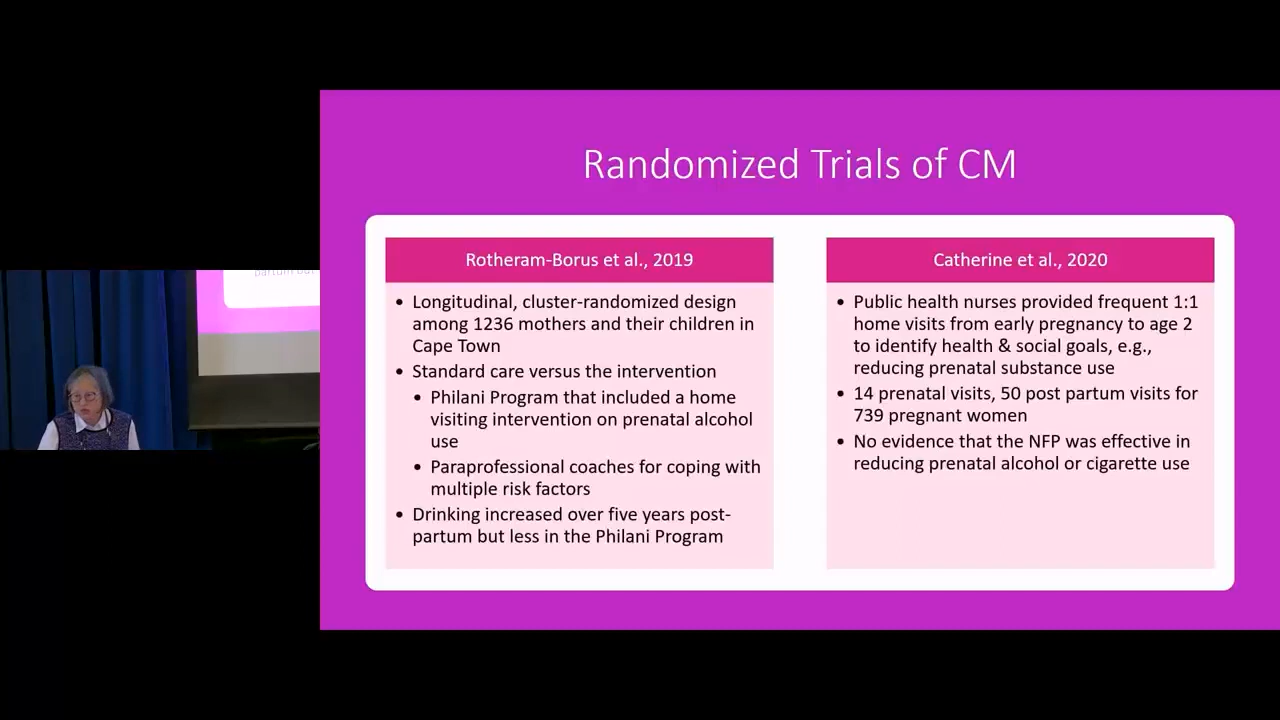 Randomized Trials of CM
Rotheram-Borus et al., 2019
• Longitudinal, cluster-randomized design
among 1236 mothers and their children in
Cape Town
• Standard care versus the intervention
• Philani Program that included a home
visiting intervention on prenatal alcohol
use
• Paraprofessional coaches for coping with
multiple risk factors
• Drinking increased over five years post-
partum but less in the Philani Program
Catherine et al., 2020
• Public health nurses provided frequent 1:1
home visits from early pregnancy to age 2
to identify health & social goals, e.g.,
reducing prenatal substance use
• 14 prenatal visits, 50 post partum visits for
739 pregnant women
• No evidence that the NFP was effective in
reducing prenatal alcohol or cigarette use